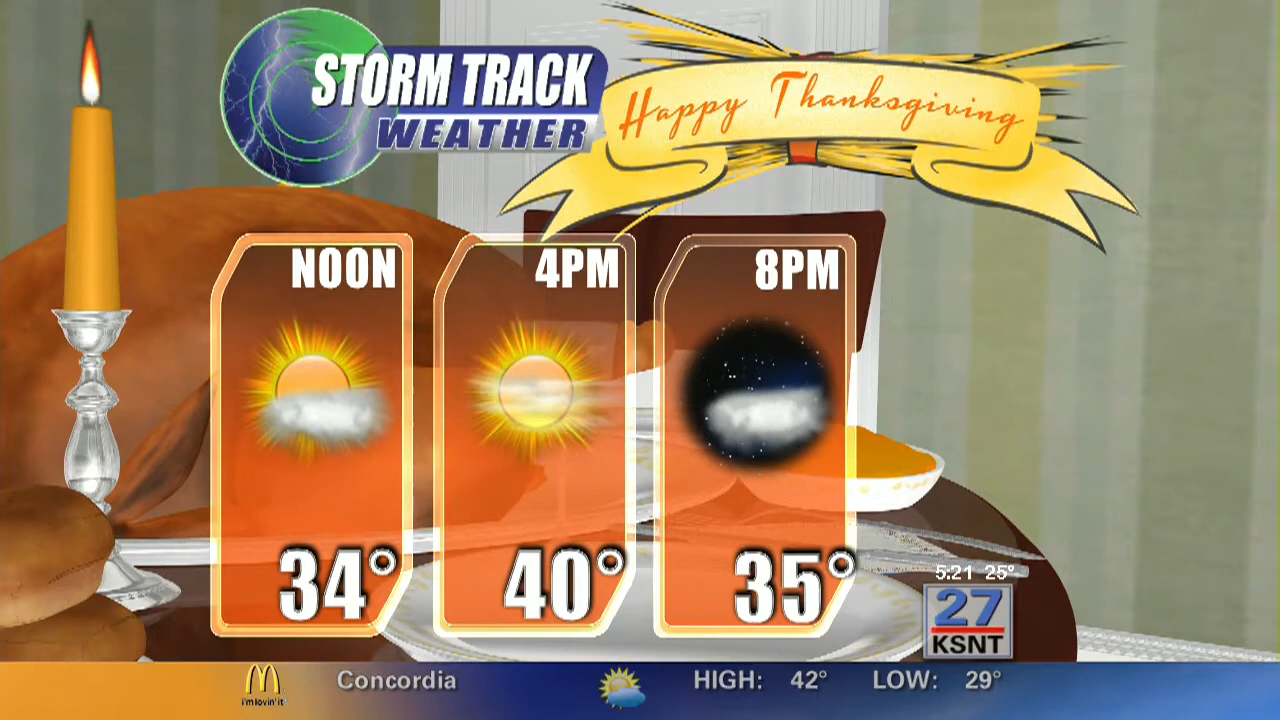 STORM TRACK
WEATHER
Happy Thanksgiving
NOON
4PM
8PM
34°
40°
35°
5:21 25°
27
KSNT
i'm lovin' it
Concordia
HIGH: 42° LOW: 29°